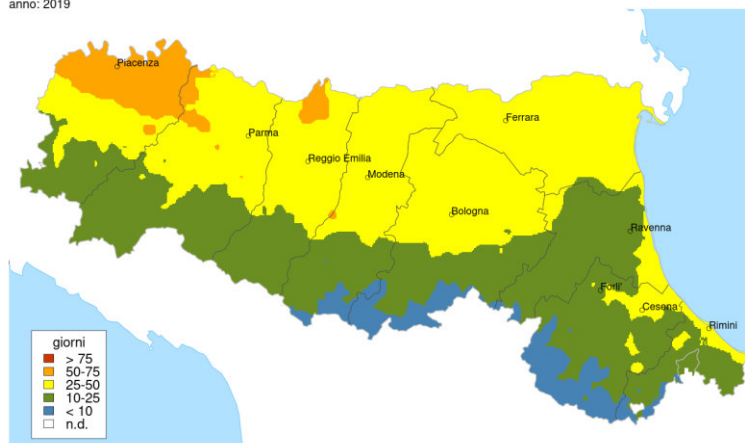 anno: 2019
Piacenza
Parma
Ferrara
Reggio Emilia
Modena
Bologna
Ravenna
Forli'
Cesena
Rimini
giorni
> 75
50-75
25-50
10-25
< 10
n.d.